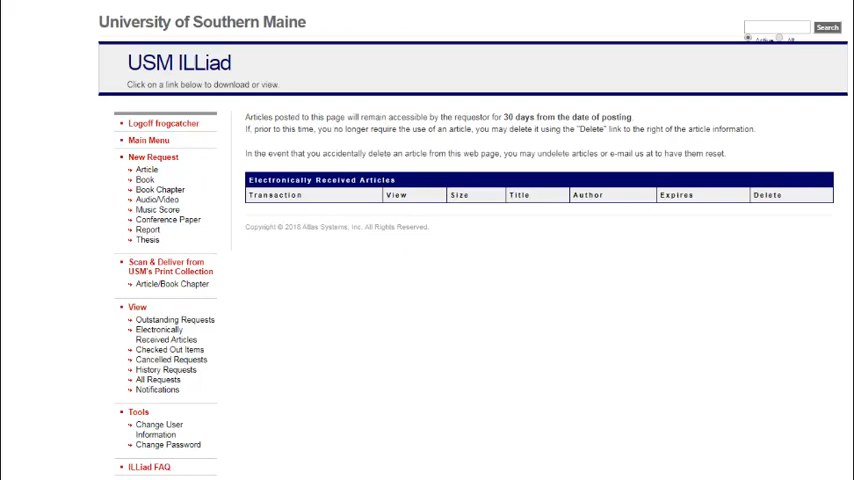 University of Southern Maine
Search
Active All
USM ILLiad
Click on a link below to download or view.
Logoff frogcatcher
Main Menu
New Request
Article
Book
Book Chapter
Audio/Video
Music Score
Conference Paper
Report
Thesis
Scan & Deliver from
USM's Print Collection
Article/Book Chapter
View
Outstanding Requests
Electronically
Received Articles
Checked Out Items
Cancelled Requests
History Requests
All Requests
Notifications
Tools
Change User
Information
Change Password
ILLiad FAQ
Articles posted to this page will remain accessible by the requestor for 30 days from the date of posting.
If, prior to this time, you no longer require the use of an article, you may delete it using the "Delete" link to the right of the article information.
In the event that you accidentally delete an article from this web page, you may undelete articles or e-mail us at to have them reset.
Electronically Received Articles
Transaction View Size Title Author Expires Delete
Copyright © 2015 Atlas Systems, Inc. All Rights Reserved.